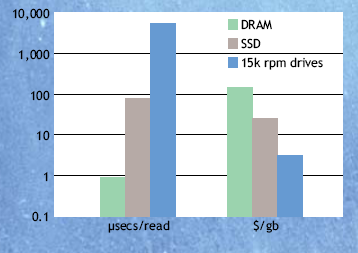 10,000
1,000
100
10
1
0.1
DRAM
SSD
15k rpm drives
µsecs/read
$/gb